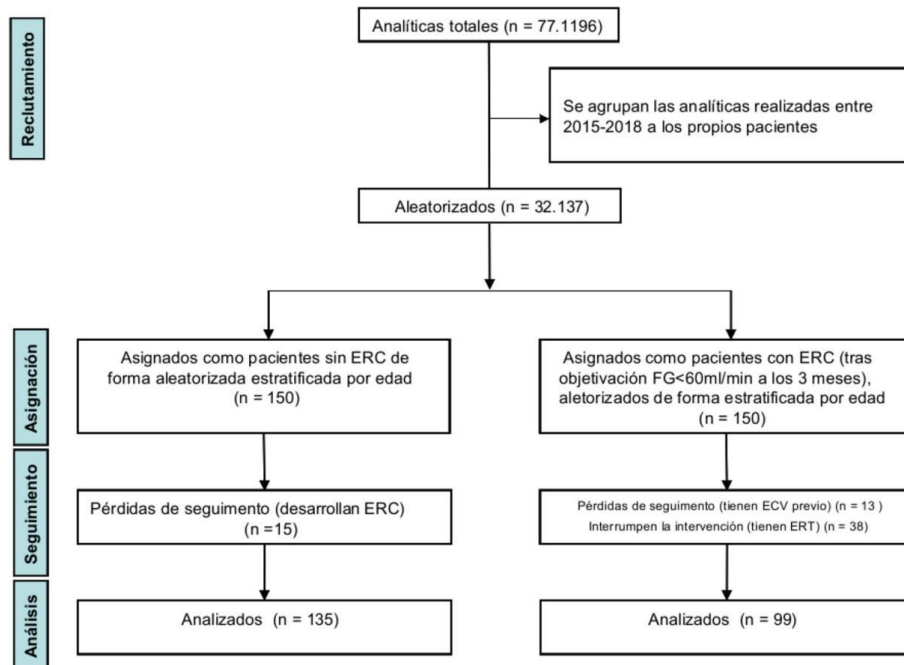 Reclutamiento
Analíticas totales (n = 77.1196)
Se agrupan las analíticas realizadas entre
2015-2018 a los propios pacientes
Aleatorizados (n = 32.137)
Asignación
Asignados como pacientes sin ERC de
forma aleatorizada estratificada por edad
(n = 150)
Asignados como pacientes con ERC (tras
objetivación FG<60ml/min a los 3 meses),
aletorizados de forma estratificada por edad
(n = 150)
Seguimiento
Pérdidas de seguimento (desarrollan ERC)
(n =15)
Pérdidas de seguimento (tienen ECV previo) (n = 13 )
Interrumpen la intervención (tienen ERT) (n = 38)
Análisis
Analizados (n = 135)
Analizados (n = 99)